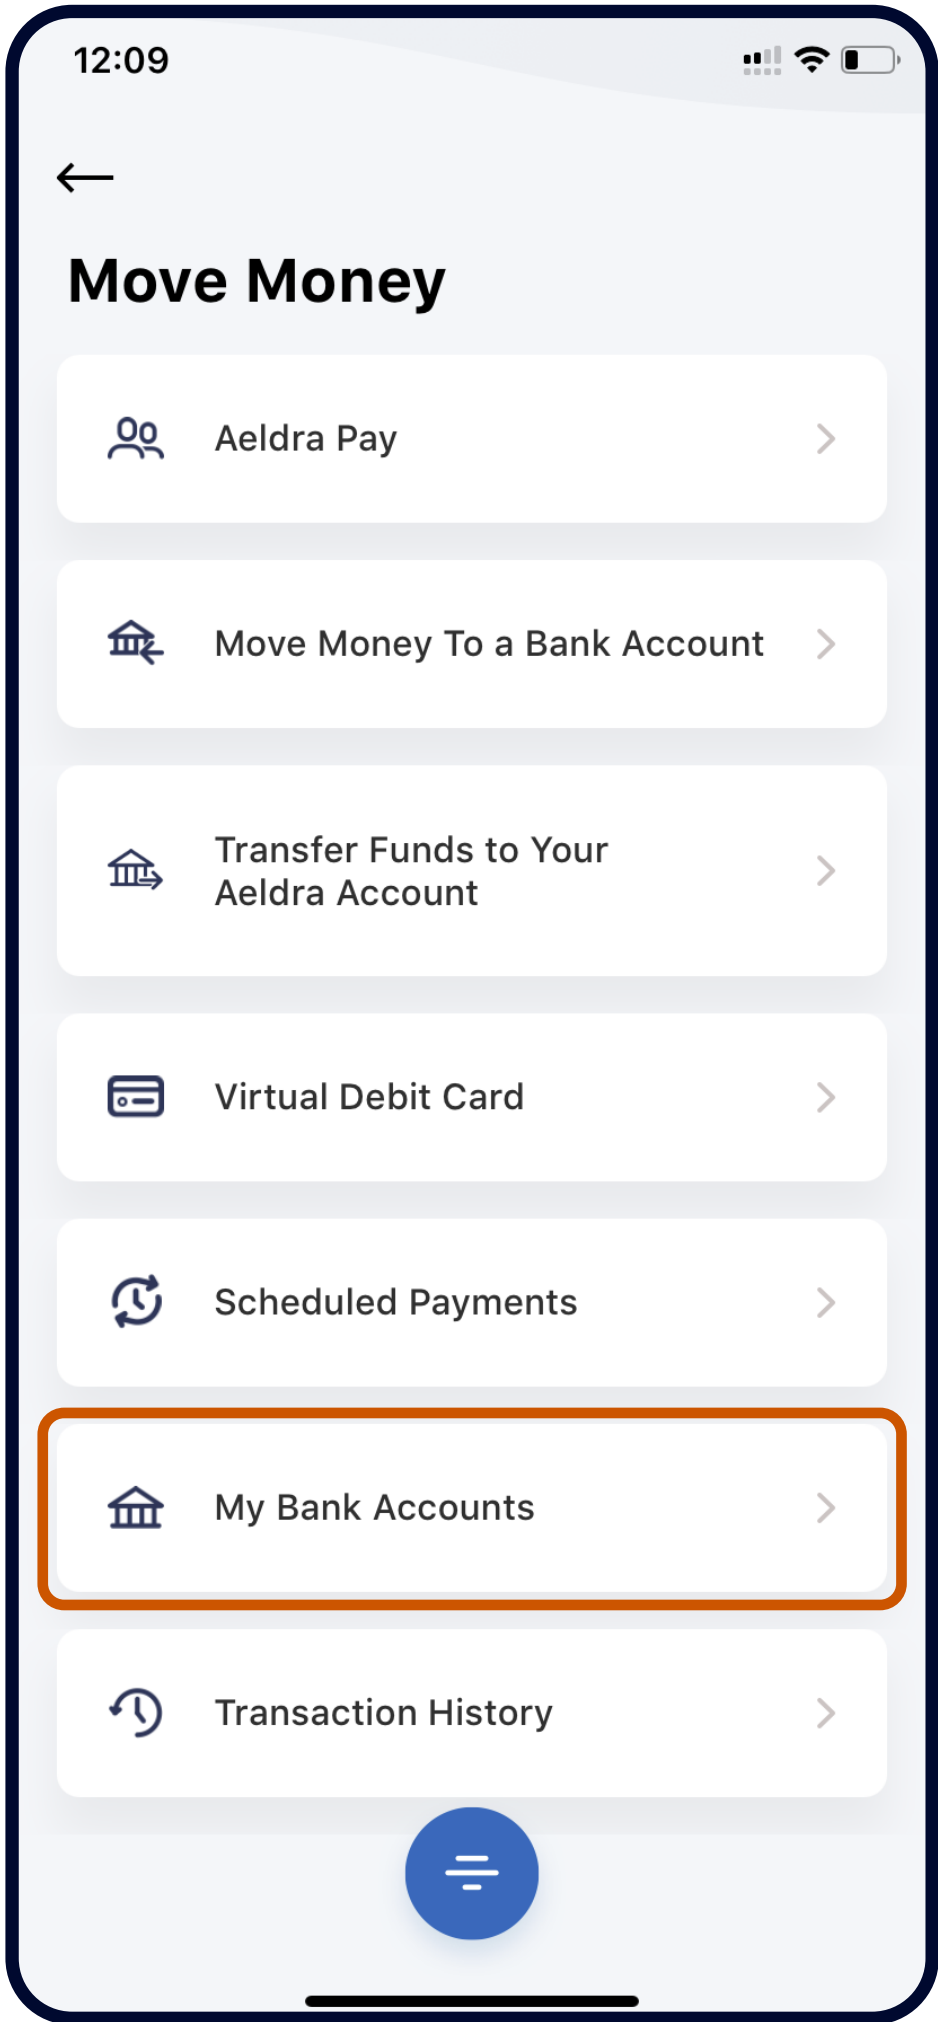 12:09
Move Money
Aeldra Pay
Move Money To a Bank Account
Transfer Funds to Your
Aeldra Account
Virtual Debit Card
Scheduled Payments
My Bank Accounts
Transaction History